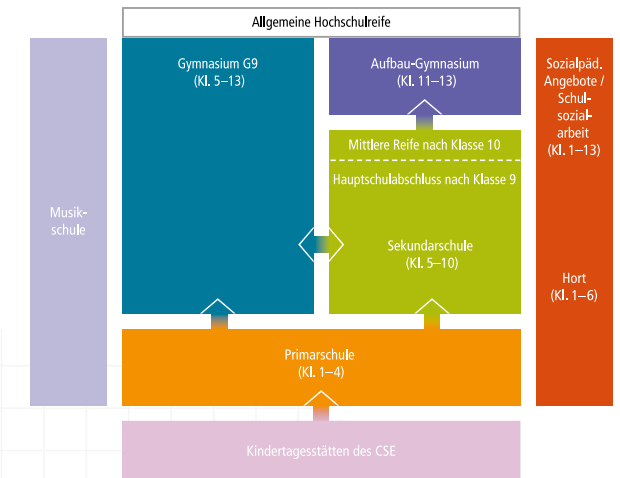 Allgemeine Hochschulreife
Gymnasium G9
(Kl. 5–13)
Aufbau-Gymnasium
(Kl. 11–13)
Sozialpäd.
Angebote /
Schul-
sozial-
arbeit
(Kl. 1–13)
Mittlere Reife nach Klasse 10
Hauptschulabschluss nach Klasse 9
Musik-
schule
Sekundarschule
(Kl. 5–10)
Hort
(Kl. 1–6)
Primarschule
(Kl. 1–4)
Kindertagesstätten des CSE